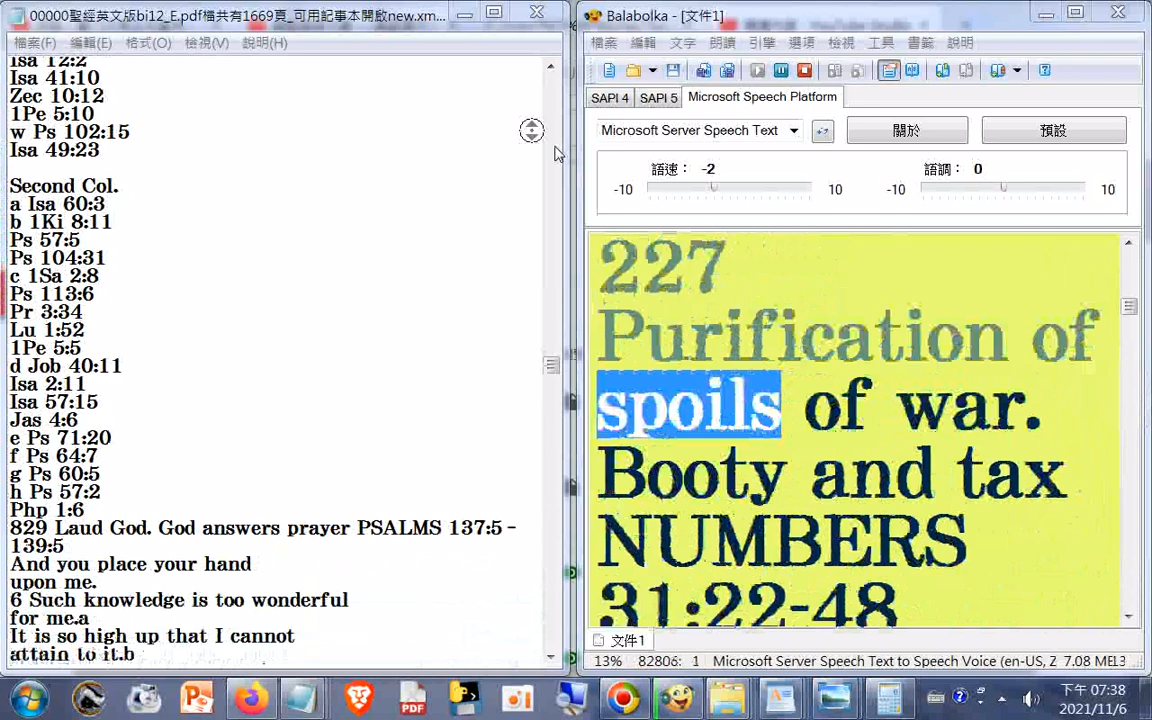 00000聖經英文版bi12_E.pdf檔共有1669頁_可用記事本開啟new.xm...
檔案(F) 編輯(E) 格式(O) 檢視(V) 說明(H)
Isa 12:2
Isa 41:10
Zec 10:12
1Pe 5:10
w Ps 102:15
Isa 49:23
Second Col.
a Isa 60:3
b 1Ki 8:11
Ps 57:5
Ps 104:31
c 1Sa 2:8
Ps 113:6
Pr 3:34
Lu 1:52
1Pe 5:5
d Job 40:11
Isa 2:11
Isa 57:15
Jas 4:6
e Ps 71:20
f Ps 64:7
g Ps 60:5
h Ps 57:2
Php 1:6
829 Laud God. God answers prayer PSALMS 137:5-
139:5
And you place your hand
upon me.
6 Such knowledge is too wonderful
for me.a
It is so high up that I cannot
attain to it.b
Balabolka - [文件1]
檔案 編輯 文字 朗讀 引擎 選項 檢視 工具 書籤 說明
SAPI 4 SAPI 5 Microsoft Speech Platform
Microsoft Server Speech Text 關於 預設
語速： -2 語調： 0
-10 10 -10 10
227
Purification of
spoils of war.
Booty and tax
NUMBERS
31:22-48
文件1
13% 82806: 1 Microsoft Server Speech Text to Speech Voice (en-US, Z 7.08 ME
下午 07:38
2021/11/6